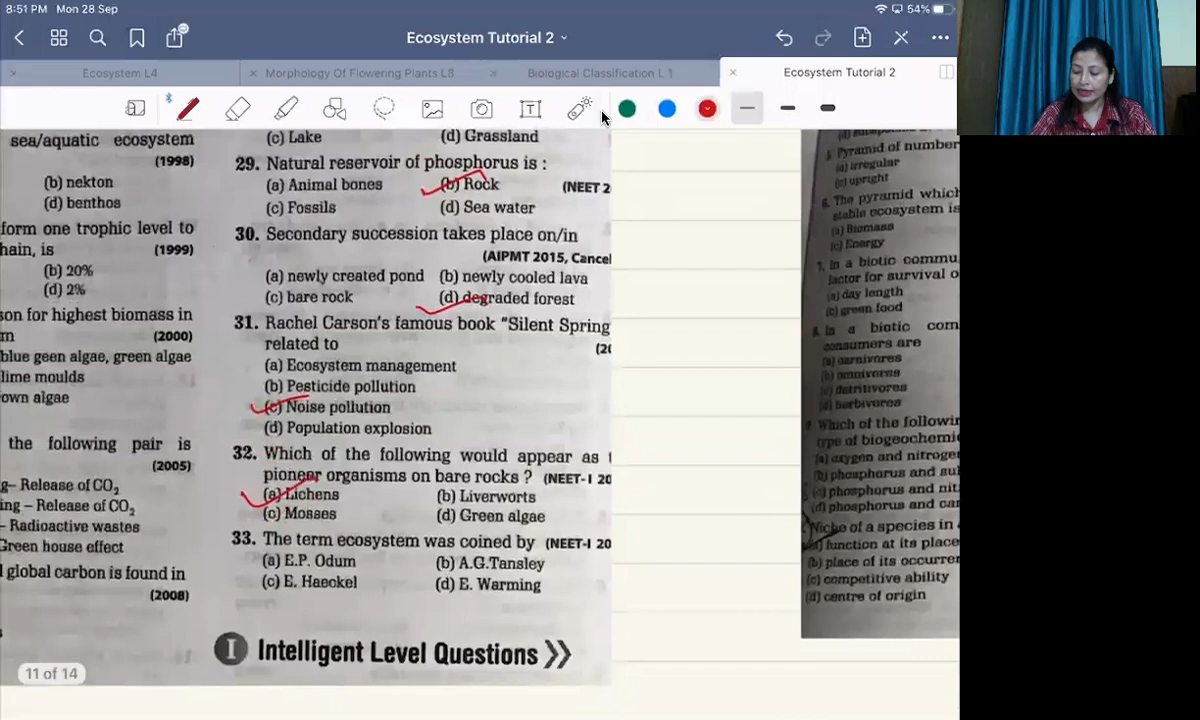 8:51 PM Mon 28 Sep
54%
Ecosystem Tutorial 2
Ecosystem L4
Morphology Of Flowering Plants L8
Biological Classification L 1
Ecosystem Tutorial 2
sea/aquatic ecosystem
(1998)
(b) nekton
(d) benthos
form one trophic level to
hain, is (1999)
(b) 20%
(d) 2%
son for highest biomass in
m (2000)
blue geen algae, green algae
lime moulds
own algae
the following pair is
(2005)
g– Release of CO2
ing – Release of CO2
– Radioactive wastes
Green house effect
l global carbon is found in
(2008)
(c) Lake (d) Grassland
29. Natural reservoir of phosphorus is :
(a) Animal bones (b) Rock (NEET 2
(c) Fossils (d) Sea water
30. Secondary succession takes place on/in
(AIPMT 2015, Cancel
(a) newly created pond (b) newly cooled lava
(c) bare rock (d) degraded forest
31. Rachel Carson's famous book "Silent Spring
related to (20
(a) Ecosystem management
(b) Pesticide pollution
(c) Noise pollution
(d) Population explosion
32. Which of the following would appear as
pioneer organisms on bare rocks ? (NEET-I 20
(a) Lichens (b) Liverworts
(c) Mosses (d) Green algae
33. The term ecosystem was coined by (NEET-I 20
(a) E.P. Odum (b) A.G.Tansley
(c) E. Haeckel (d) E. Warming
I Intelligent Level Questions
11 of 14
Pyramid of number
(a) irregular
(c) upright
6. The pyramid which
stable ecosystem is
(a) Biomass
(c) Energy
7. In a biotic commu
factor for survival o
(a) day length
(c) green food
8. In a biotic com
consumers are
(a) carnivores
(b) omnivores
(c) detritivores
(d) herbivores
Which of the followin
type of biogeochemi
(a) oxygen and nitroge
(b) phosphorus and sul
(c) phosphorus and nit
(d) phosphorus and car
Niche of a species in
(a) function at its place
(b) place of its occurre
(c) competitive ability
(d) centre of origin